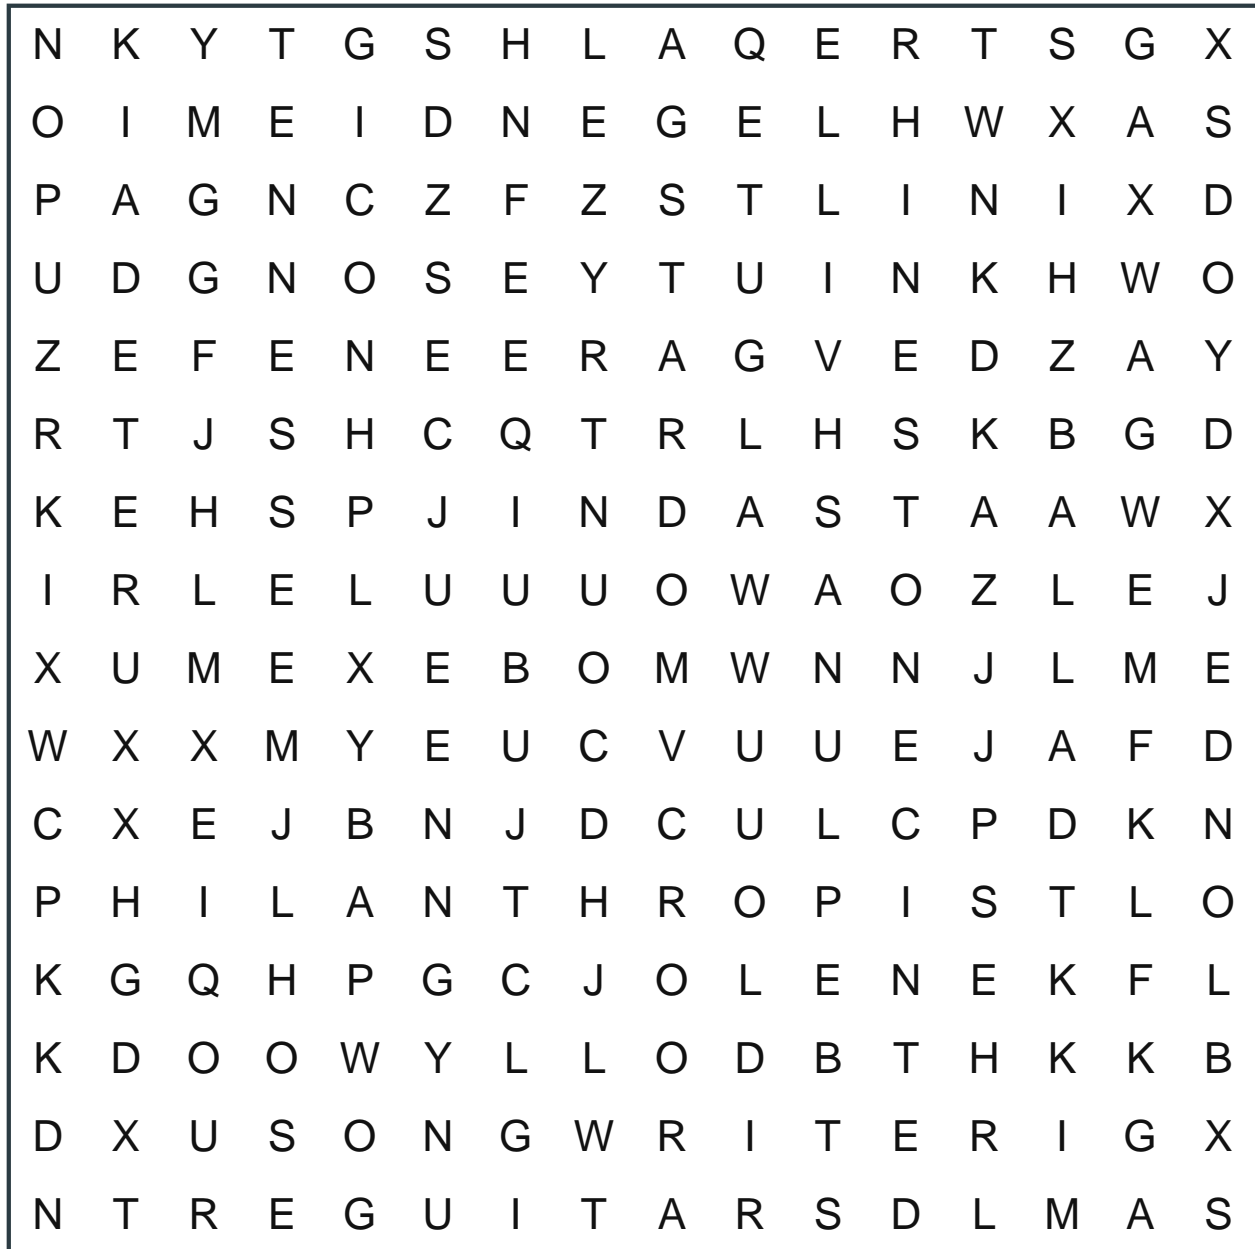 N K Y T G S H L A Q E R T S G X
O I M E I D N E G E L H W X A S
P A G N C Z F Z S T L I N I X D
U D G N O S E Y T U I N K H W O
Z E F E N E E R A G V E D Z A Y
R T J S H C Q T R L H S K B G D
K E H S P J I N D A S T A A W X
I R L E L U U U O W A O Z L E J
X U M E X E B O M W N N J L M E
W X X M Y E U C V U U E J A F D
C X E J B N J D C U L C P D K N
P H I L A N T H R O P I S T L O
K G Q H P G C J O L E N E K F L
K D O O W Y L L O D B T H K K B
D X U S O N G W R I T E R I G X
N T R E G U I T A R S D L M A S